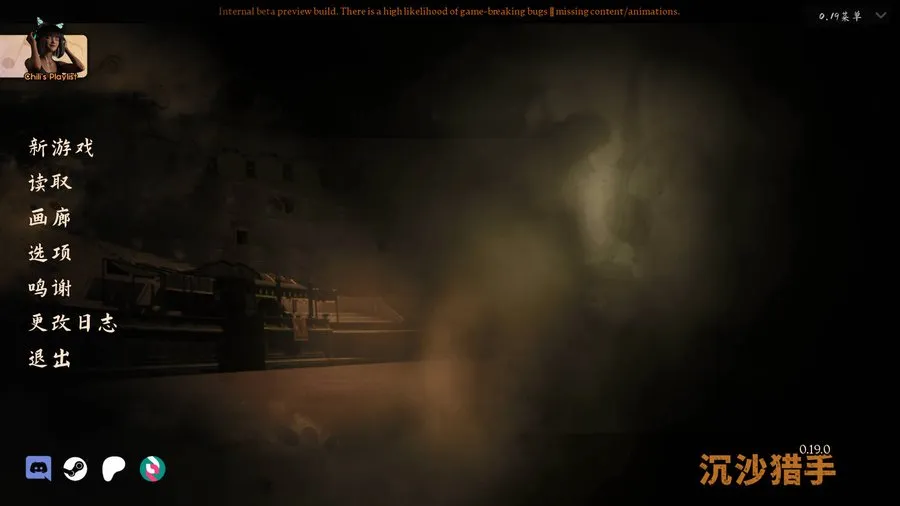 Internal beta preview build. There is a high likelihood of game-breaking bugs missing content/animations.
0.19菜单
Chili's Playlist
新游戏
读取
画廊
选项
鸣谢
更改日志
退出
0.19.0
沉沙猎手